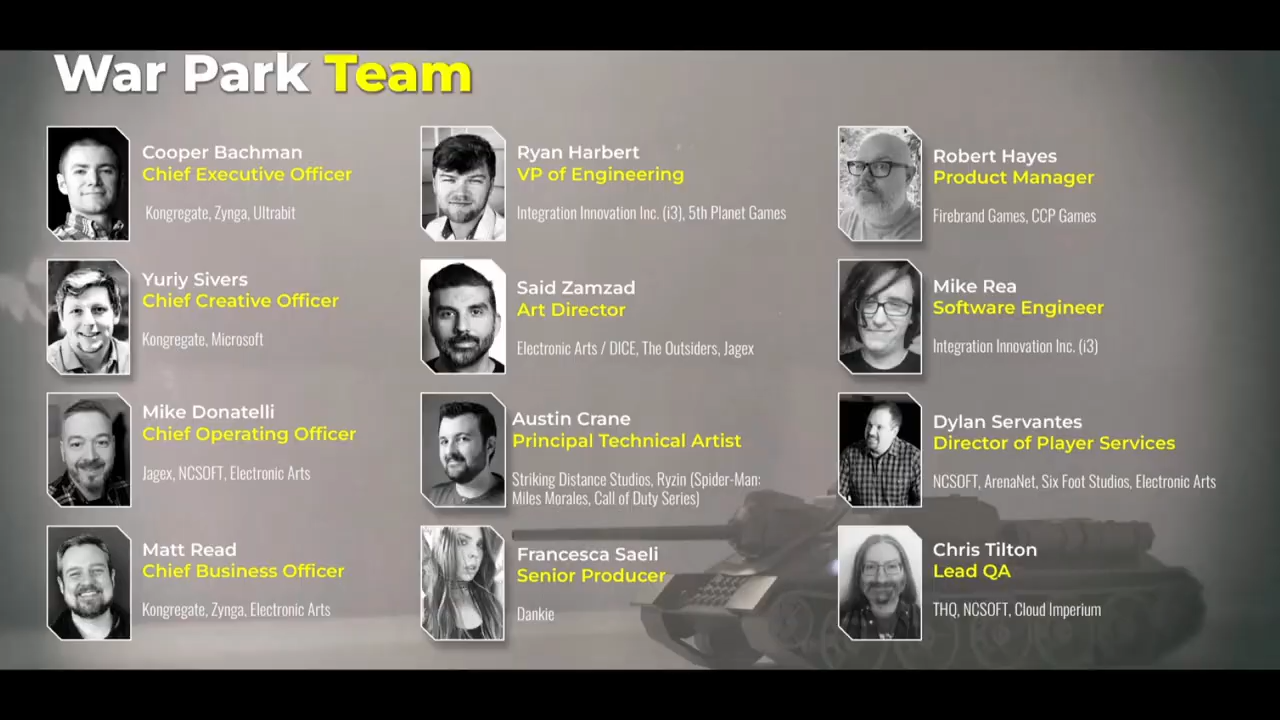 War Park Team
Cooper Bachman
Chief Executive Officer
Kongregate, Zynga, Ultrabit
Yuriy Sivers
Chief Creative Officer
Kongregate, Microsoft
Mike Donatelli
Chief Operating Officer
Jagex, NCSOFT, Electronic Arts
Matt Read
Chief Business Officer
Kongregate, Zynga, Electronic Arts
Ryan Harbert
VP of Engineering
Integration Innovation Inc. (i3), 5th Planet Games
Said Zamzad
Art Director
Electronic Arts / DICE, The Outsiders, Jagex
Austin Crane
Principal Technical Artist
Striking Distance Studios, Ryzin (Spider-Man:
Miles Morales, Call of Duty Series)
Francesca Saeli
Senior Producer
Dankie
Robert Hayes
Product Manager
Firebrand Games, CCP Games
Mike Rea
Software Engineer
Integration Innovation Inc. (i3)
Dylan Servantes
Director of Player Services
NCSOFT, ArenaNet, Six Foot Studios, Electronic Arts
Chris Tilton
Lead QA
THQ, NCSOFT, Cloud Imperium